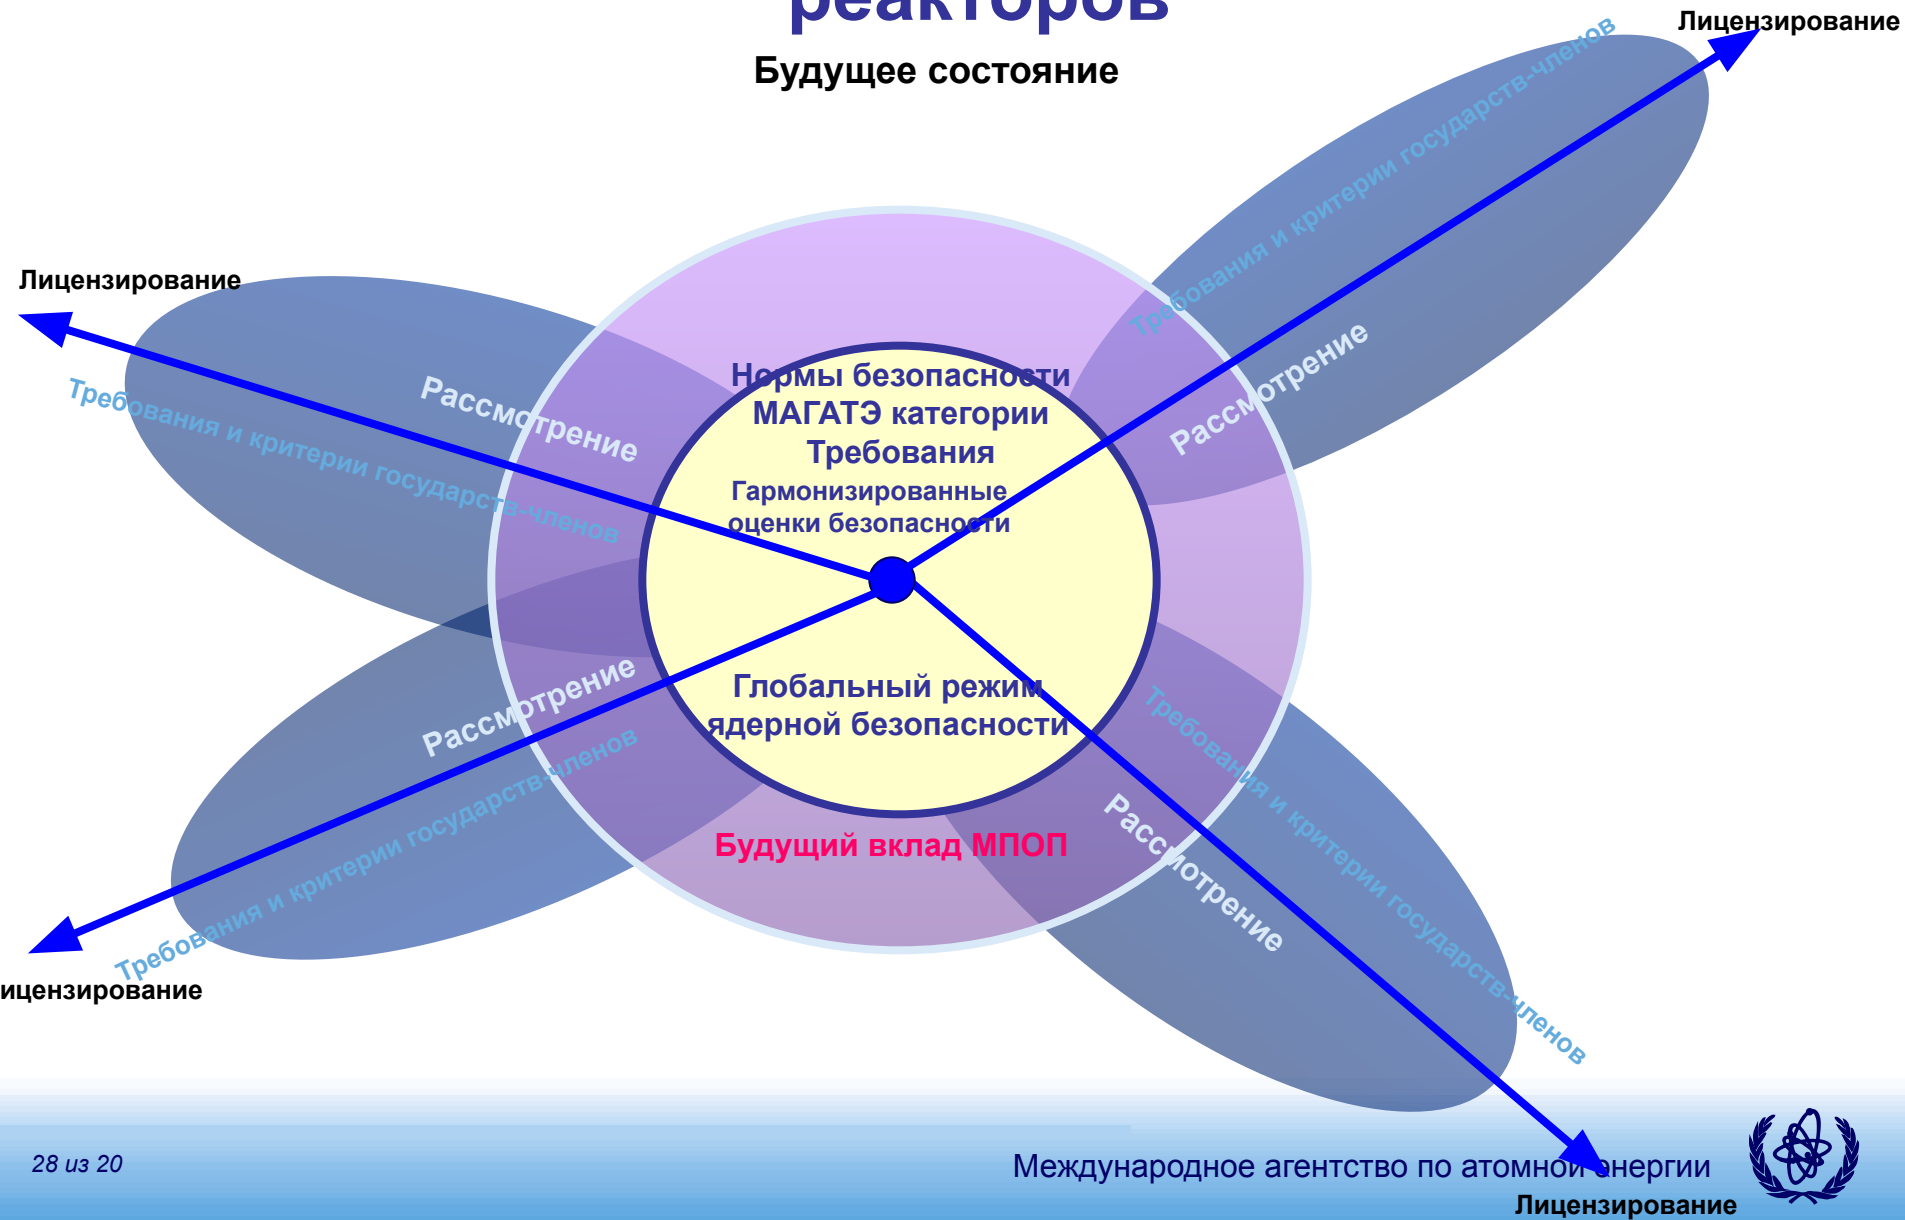 реакторов
Будущее состояние
Лицензирование
Требования и критерии государств-членов
Рассмотрение
Лицензирование
Рассмотрение
Требования и критерии государств-членов
Нормы безопасности
МАГАТЭ категории
Требования
Гармонизированные
оценки безопасности
Глобальный режим
ядерной безопасности
Рассмотрение
Требования и критерии государств-членов
ицензирование
Требования и критерии государств-членов
Рассмотрение
Будущий вклад МПОП
28 из 20
Международное агентство по атомной энергии
Лицензирование